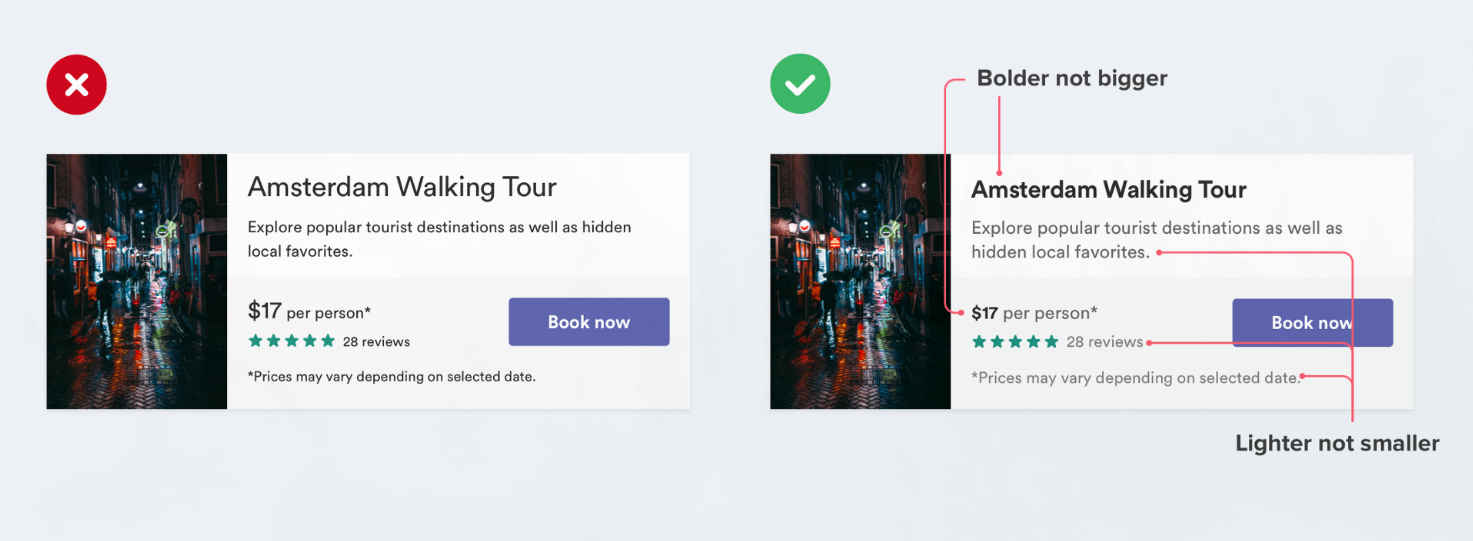 Amsterdam Walking Tour
Explore popular tourist destinations as well as hidden
local favorites.
$17 per person*
28 reviews
*Prices may vary depending on selected date.
Book now
Bolder not bigger
Amsterdam Walking Tour
Explore popular tourist destinations as well as
hidden local favorites.
$17 per person*
28 reviews
*Prices may vary depending on selected date.
Book now
Lighter not smaller